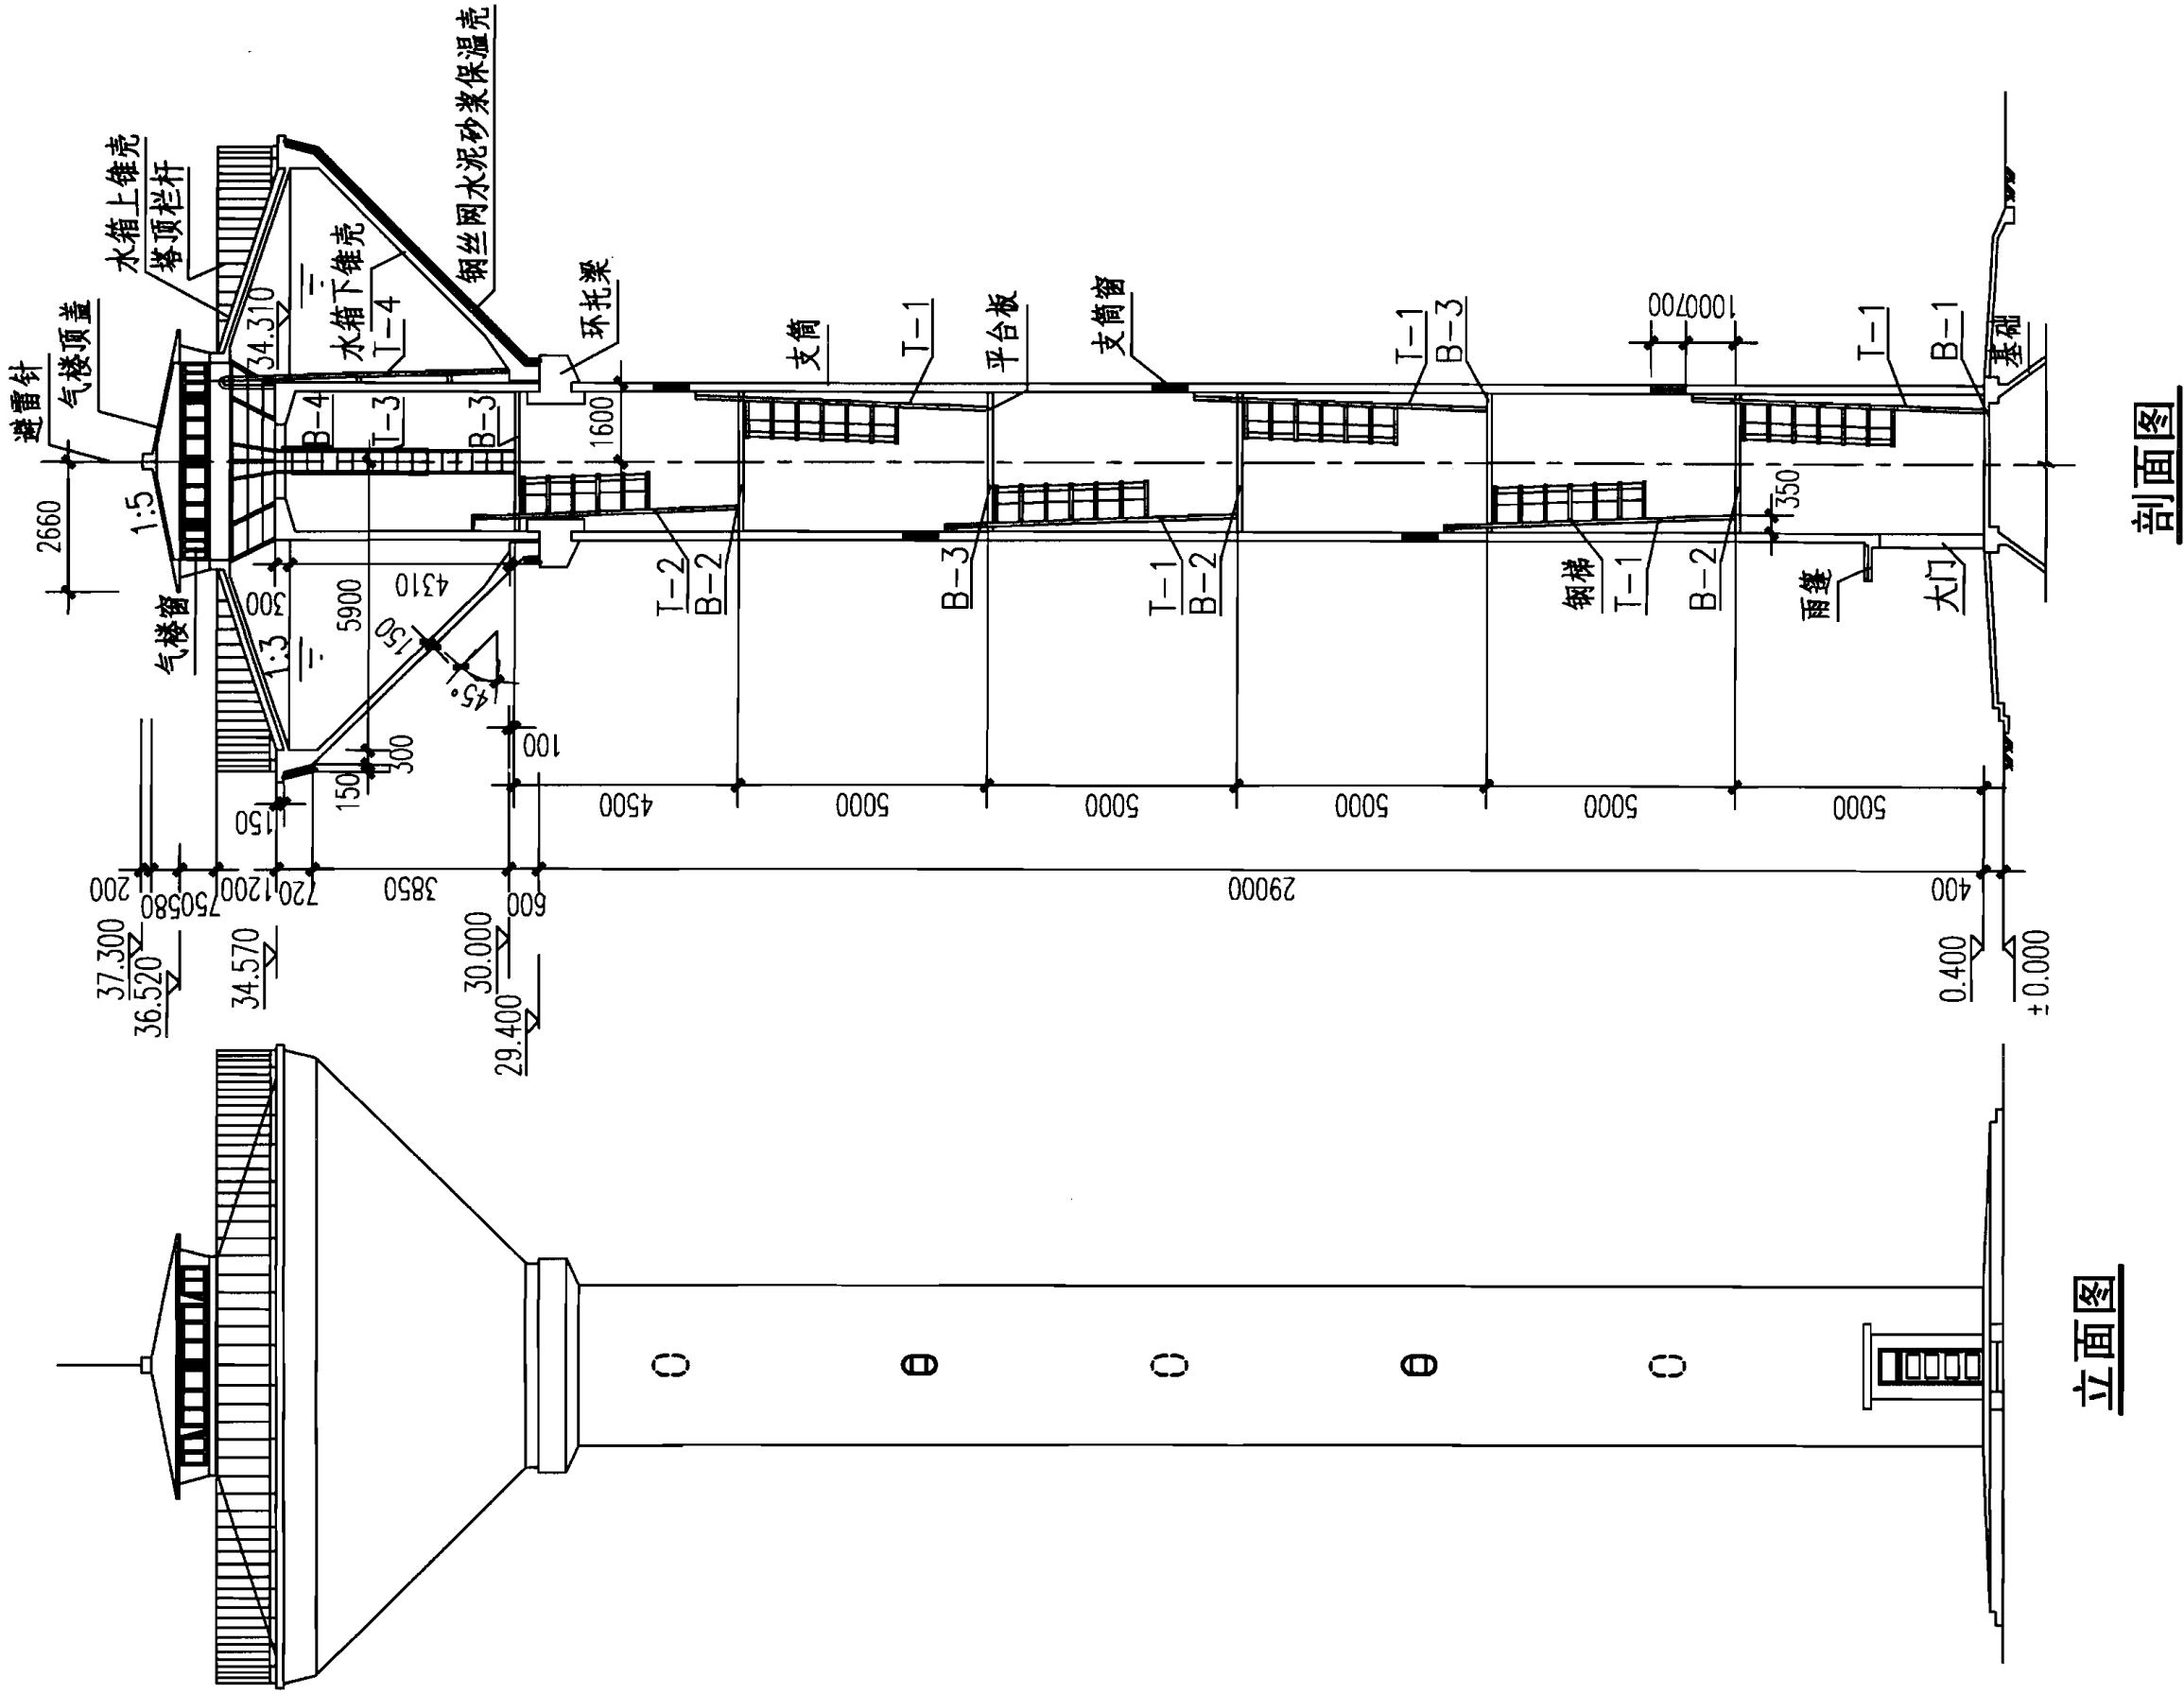 避雷针
气楼顶盖
水箱上锥壳
塔顶栏杆
2660
1:5
气楼窗
34.310
水箱下锥壳
T-4
钢丝网水泥砂浆保温壳
B-4
T-3
B-3
300
4310
5900
1:3
150
45°
环托梁
1600
支筒
T-1
平台板
支筒窗
T-1
B-3
1000
700
T-1
B-1
基础
T-2
B-2
B-3
T-1
B-2
钢梯
T-1
B-2
350
雨篷
大门
100
300
150
150
4500
5000
5000
5000
5000
5000
200
580
750
1200
720
3850
600
29000
400
37.300
36.520
34.570
30.000
29.400
0.400
±0.000
剖面图
立面图